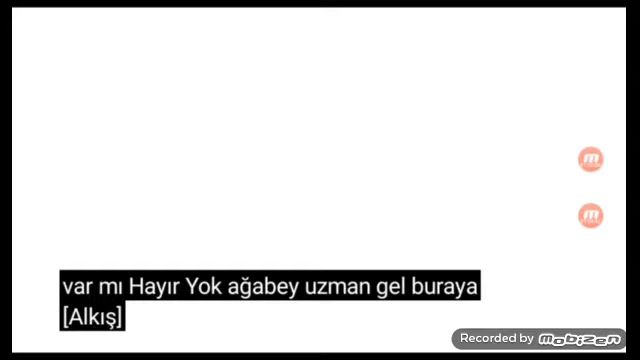 var mı Hayır Yok ağabey uzman gel buraya
[Alkış]
Recorded by mobizen